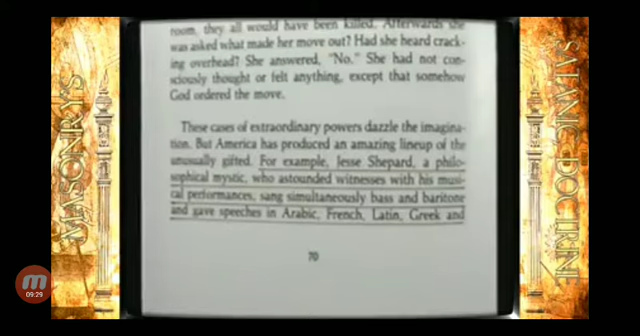 MASONRY'S
room, they all would have been killed. Afterwards she
was asked what made her move out? Had she heard crack-
ing overhead? She answered, "No." She had not con-
sciously thought or felt anything, except that somehow
God ordered the move.
These cases of extraordinary powers dazzle the imagina-
tion. But America has produced an amazing lineup of the
unusually gifted. For example, Jesse Shepard, a philo-
sophical mystic, who astounded witnesses with his musi-
cal performances, sang simultaneously bass and baritone
and gave speeches in Arabic, French, Latin, Greek and
70
SATANIC DOCTRINE
09:29